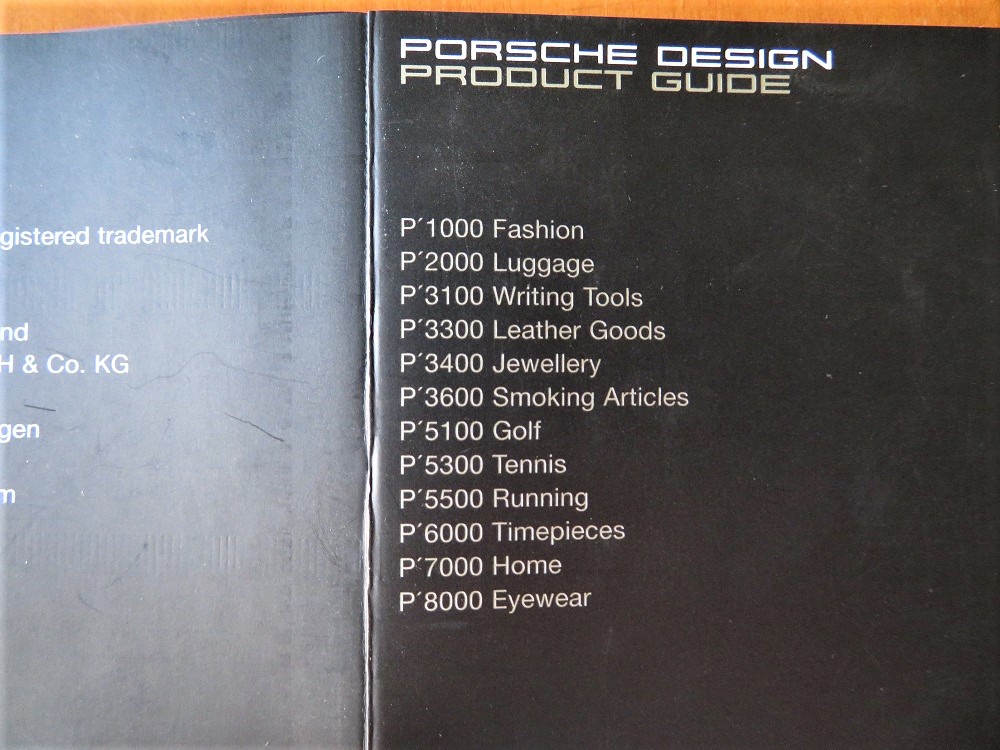 gistered trademark
nd
H & Co. KG
gen
m
PORSCHE DESIGN
PRODUCT GUIDE
P´1000 Fashion
P´2000 Luggage
P´3100 Writing Tools
P´3300 Leather Goods
P´3400 Jewellery
P´3600 Smoking Articles
P´5100 Golf
P´5300 Tennis
P´5500 Running
P´6000 Timepieces
P´7000 Home
P´8000 Eyewear